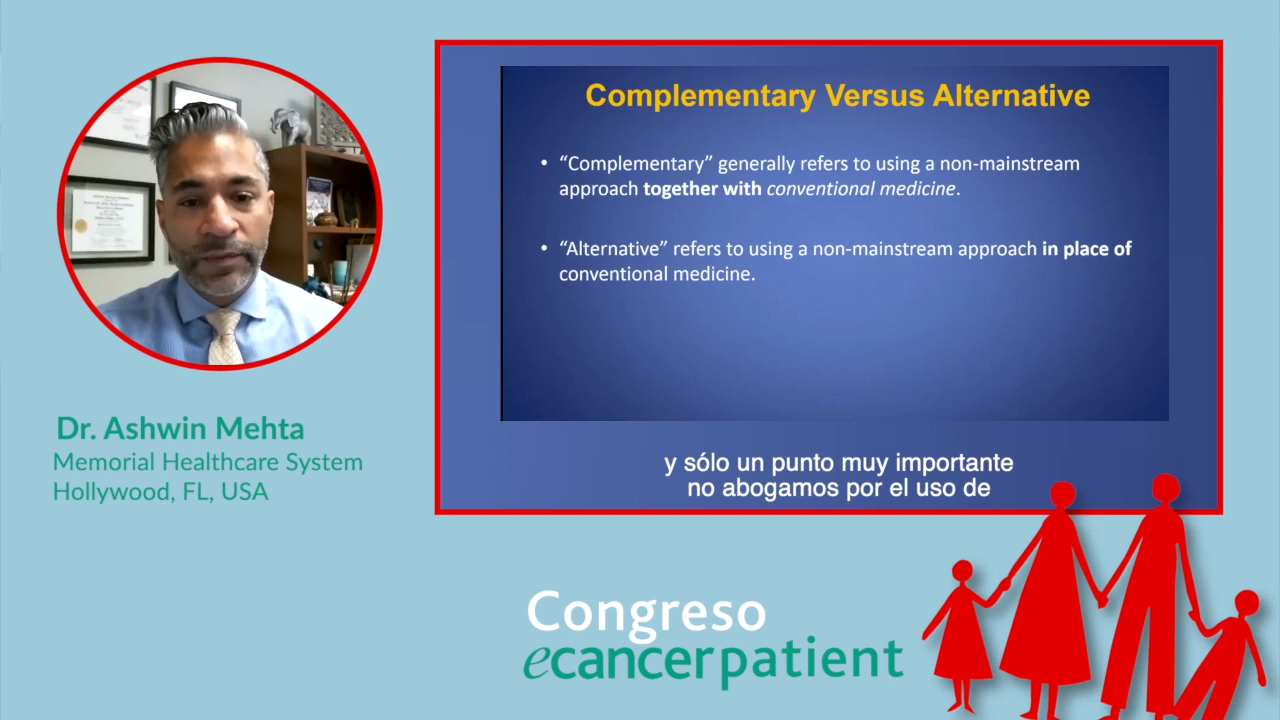 Complementary Versus Alternative
• “Complementary” generally refers to using a non-mainstream
approach together with conventional medicine.
• “Alternative” refers to using a non-mainstream approach in place of
conventional medicine.
y sólo un punto muy importante
no abogamos por el uso de
Dr. Ashwin Mehta
Memorial Healthcare System
Hollywood, FL, USA
Congreso
ecancerpatient